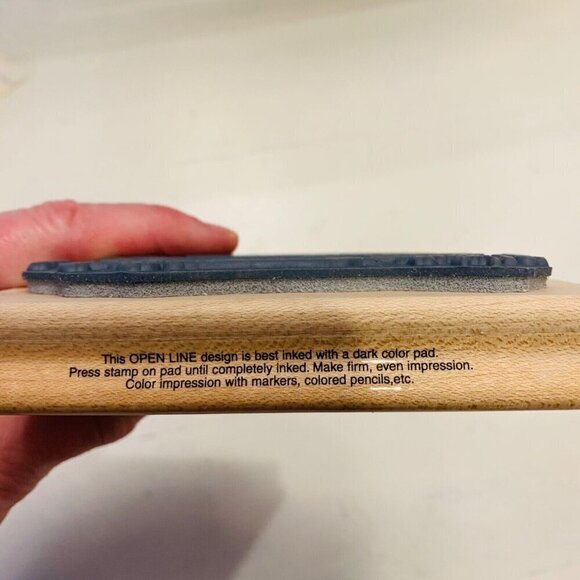 This OPEN LINE design is best inked with a dark color pad.
Press stamp on pad until completely inked. Make firm, even impression.
Color impression with markers, colored pencils,etc.